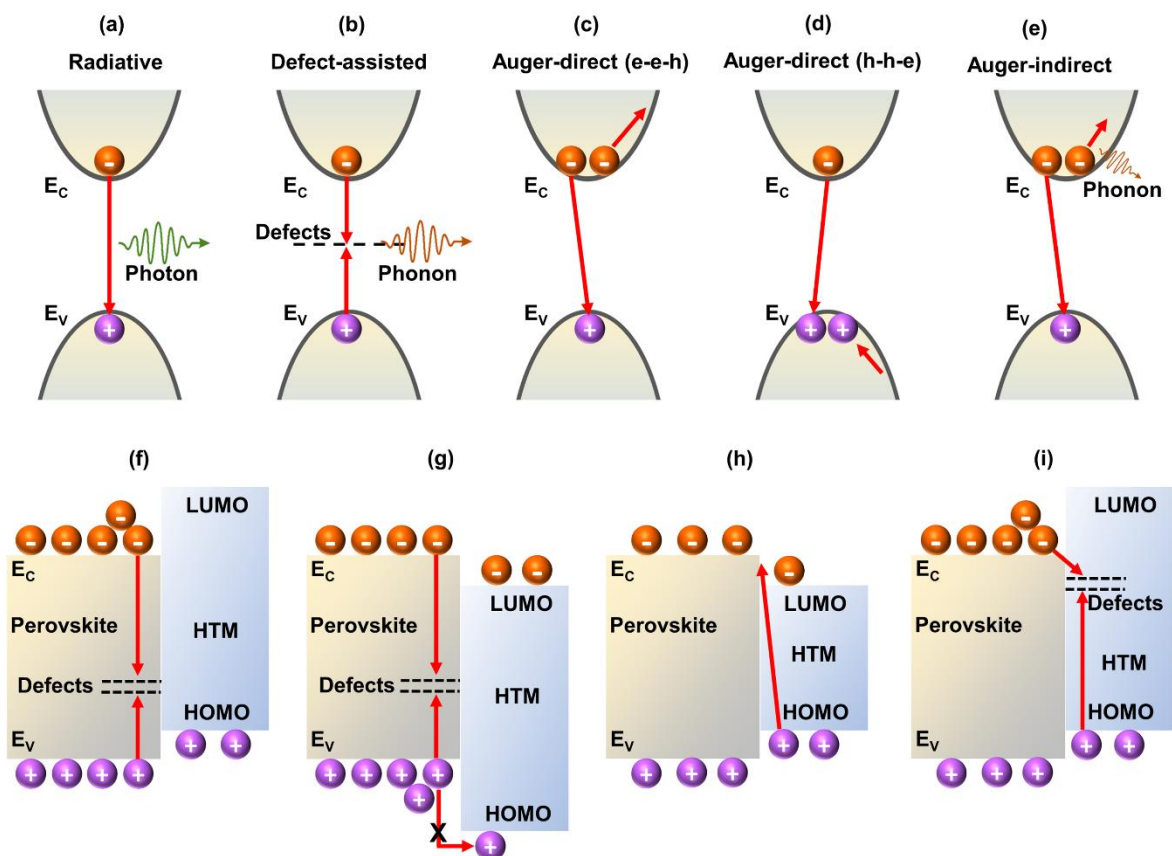 (a)
Radiative
E_C
Photon
E_V
+
-
(b)
Defect-assisted
-
E_C
Defects
Phonon
E_V
+
(c)
Auger-direct (e-e-h)
- -
E_C
E_V
+
(d)
Auger-direct (h-h-e)
-
E_C
E_V
+ +
(e)
Auger-indirect
- -
E_C
Phonon
E_V
+
(f)
LUMO
-
- - - -
E_C
Perovskite
HTM
Defects
HOMO
E_V
+ +
+ + + +
(g)
- - - -
- -
E_C
LUMO
Perovskite
Defects
HTM
E_V
+ + + +
+
HOMO
X
+
(h)
- - -
-
E_C
LUMO
Perovskite
HTM
HOMO
E_V
+ +
+ + +
(i)
LUMO
-
- - - -
E_C
Defects
Perovskite
HTM
HOMO
E_V
+ +
+ + +